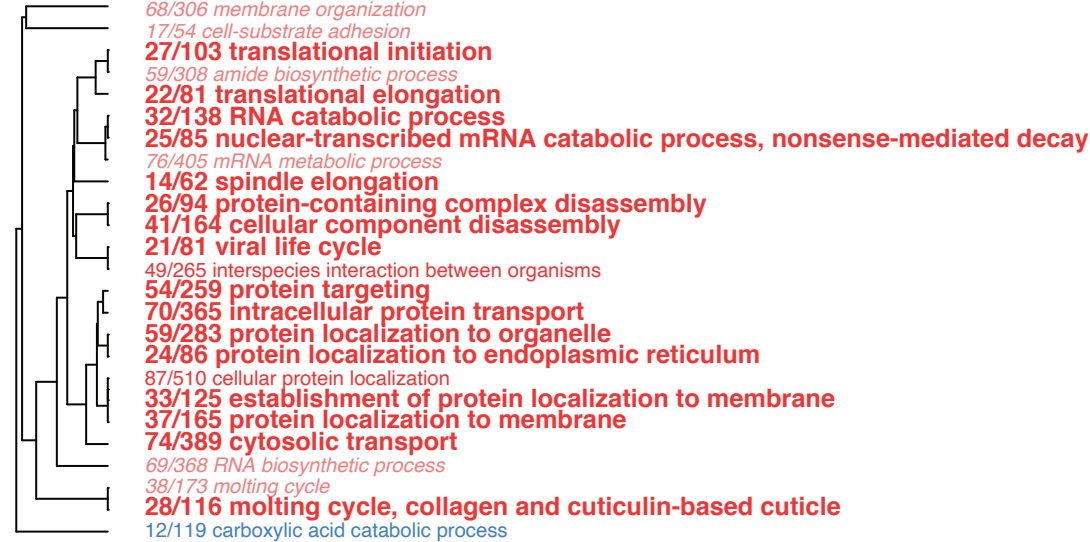 68/306 membrane organization
17/54 cell-substrate adhesion
27/103 translational initiation
59/308 amide biosynthetic process
22/81 translational elongation
32/138 RNA catabolic process
25/85 nuclear-transcribed mRNA catabolic process, nonsense-mediated decay
76/405 mRNA metabolic process
14/62 spindle elongation
26/94 protein-containing complex disassembly
41/164 cellular component disassembly
21/81 viral life cycle
49/265 interspecies interaction between organisms
54/259 protein targeting
70/365 intracellular protein transport
59/283 protein localization to organelle
24/86 protein localization to endoplasmic reticulum
87/510 cellular protein localization
33/125 establishment of protein localization to membrane
37/165 protein localization to membrane
74/389 cytosolic transport
69/368 RNA biosynthetic process
38/173 molting cycle
28/116 molting cycle, collagen and cuticulin-based cuticle
12/119 carboxylic acid catabolic process